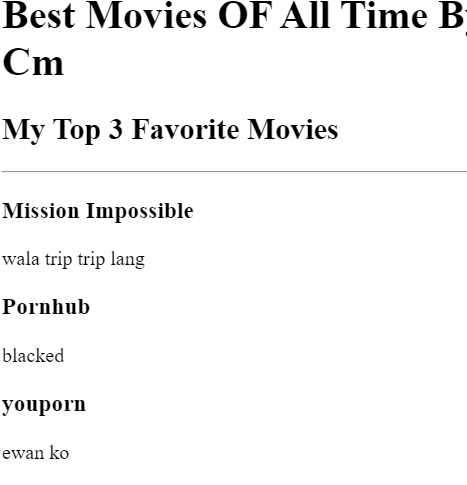 Best Movies OF All Time By
Cm
My Top 3 Favorite Movies
Mission Impossible
wala trip trip lang
Pornhub
blacked
youporn
ewan ko